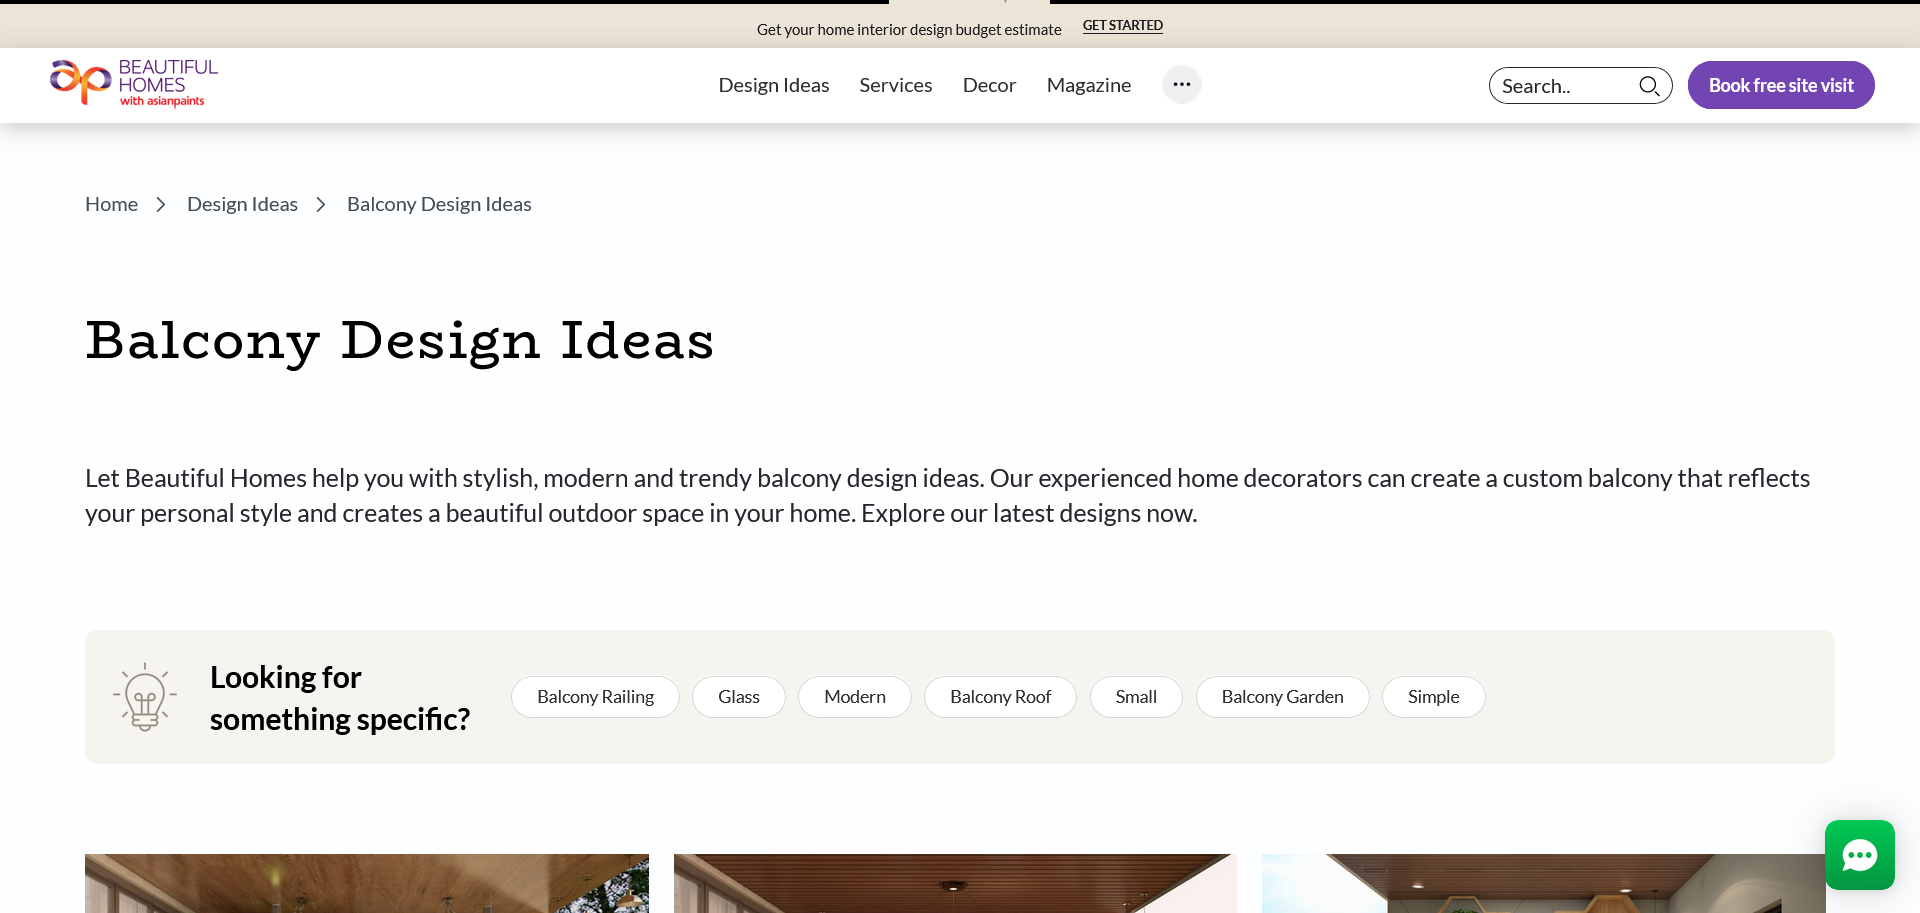 Get your home interior design budget estimate GET STARTED
BEAUTIFUL
HOMES
with asianpaints
Design Ideas Services Decor Magazine
Search..
Book free site visit
Home Design Ideas Balcony Design Ideas
Balcony Design Ideas
Let Beautiful Homes help you with stylish, modern and trendy balcony design ideas. Our experienced home decorators can create a custom balcony that reflects
your personal style and creates a beautiful outdoor space in your home. Explore our latest designs now.
Looking for
something specific?
Balcony Railing Glass Modern Balcony Roof Small Balcony Garden Simple